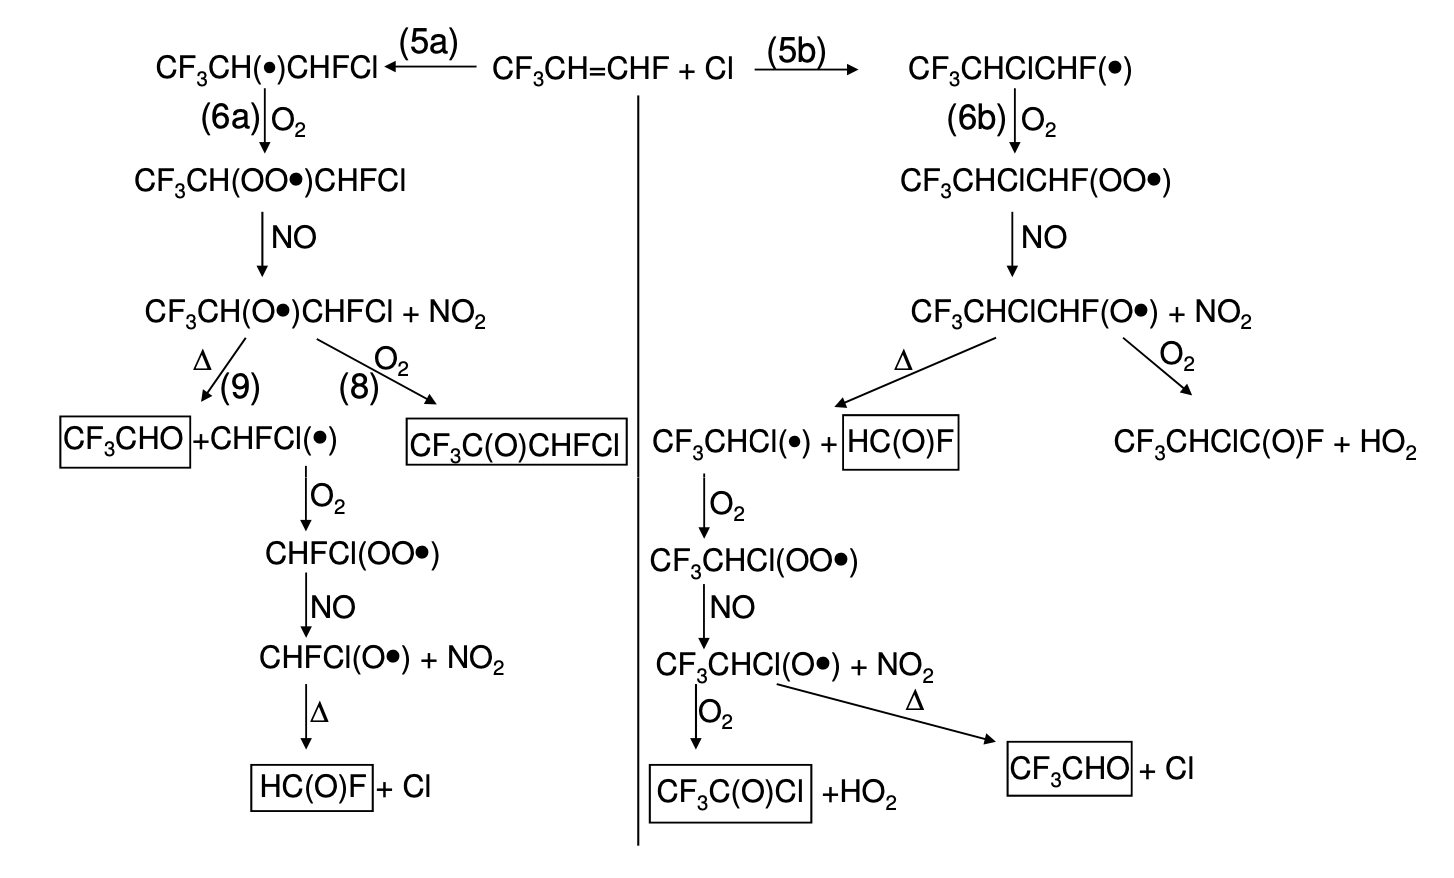 CF₃CH(•)CHFCl (5a) CF₃CH=CHF + Cl (5b) CF₃CHClCHF(•)
(6a) O₂ (6b) O₂
CF₃CH(OO•)CHFCl CF₃CHClCHF(OO•)
NO NO
CF₃CH(O•)CHFCl + NO₂ CF₃CHClCHF(O•) + NO₂
Δ (9) (8) O₂ Δ O₂
CF₃CHO +CHFCl(•) CF₃C(O)CHFCl CF₃CHCl(•) + HC(O)F CF₃CHClC(O)F + HO₂
O₂ O₂
CHFCl(OO•) CF₃CHCl(OO•)
NO NO
CHFCl(O•) + NO₂ CF₃CHCl(O•) + NO₂
Δ O₂ Δ
HC(O)F + Cl CF₃C(O)Cl +HO₂ CF₃CHO + Cl